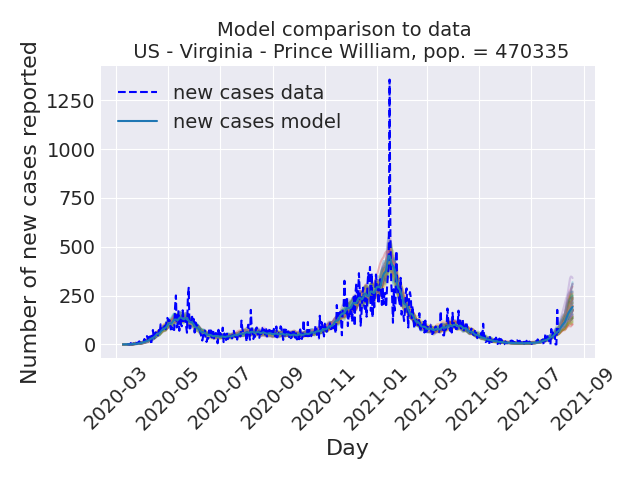 Model comparison to data
US - Virginia - Prince William, pop. = 470335
Number of new cases reported
1250
1000
750
500
250
0
new cases data
new cases model
2020-03
2020-05
2020-07
2020-09
2020-11
2021-01
2021-03
2021-05
2021-07
2021-09
Day